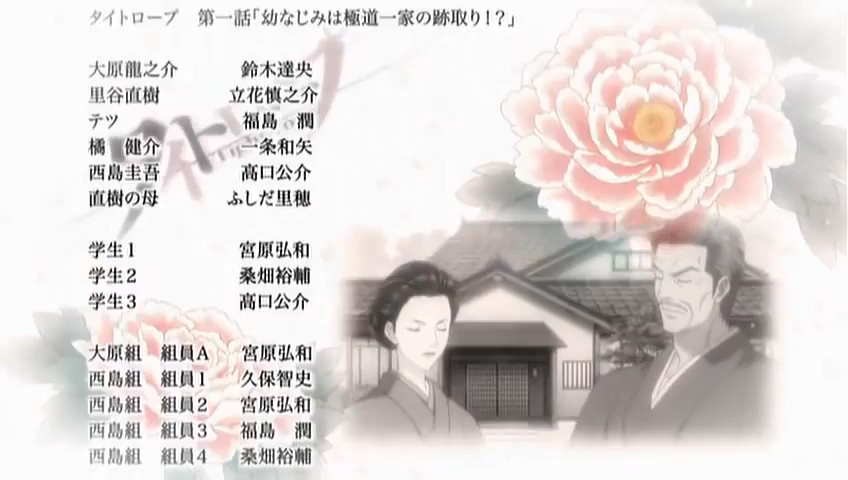 タイトロープ　第一話「幼なじみは極道一家の跡取り！？」
大原龍之介　鈴木達央
里谷直樹　立花慎之介
テツ　福島　潤
橘　健介　一条和矢
西島圭吾　高口公介
直樹の母　ふしだ里穂
学生１　宮原弘和
学生２　桑畑裕輔
学生３　高口公介
大原組　組員Ａ　宮原弘和
西島組　組員１　久保智史
西島組　組員２　宮原弘和
西島組　組員３　福島　潤
西島組　組員４　桑畑裕輔
タイトロープ